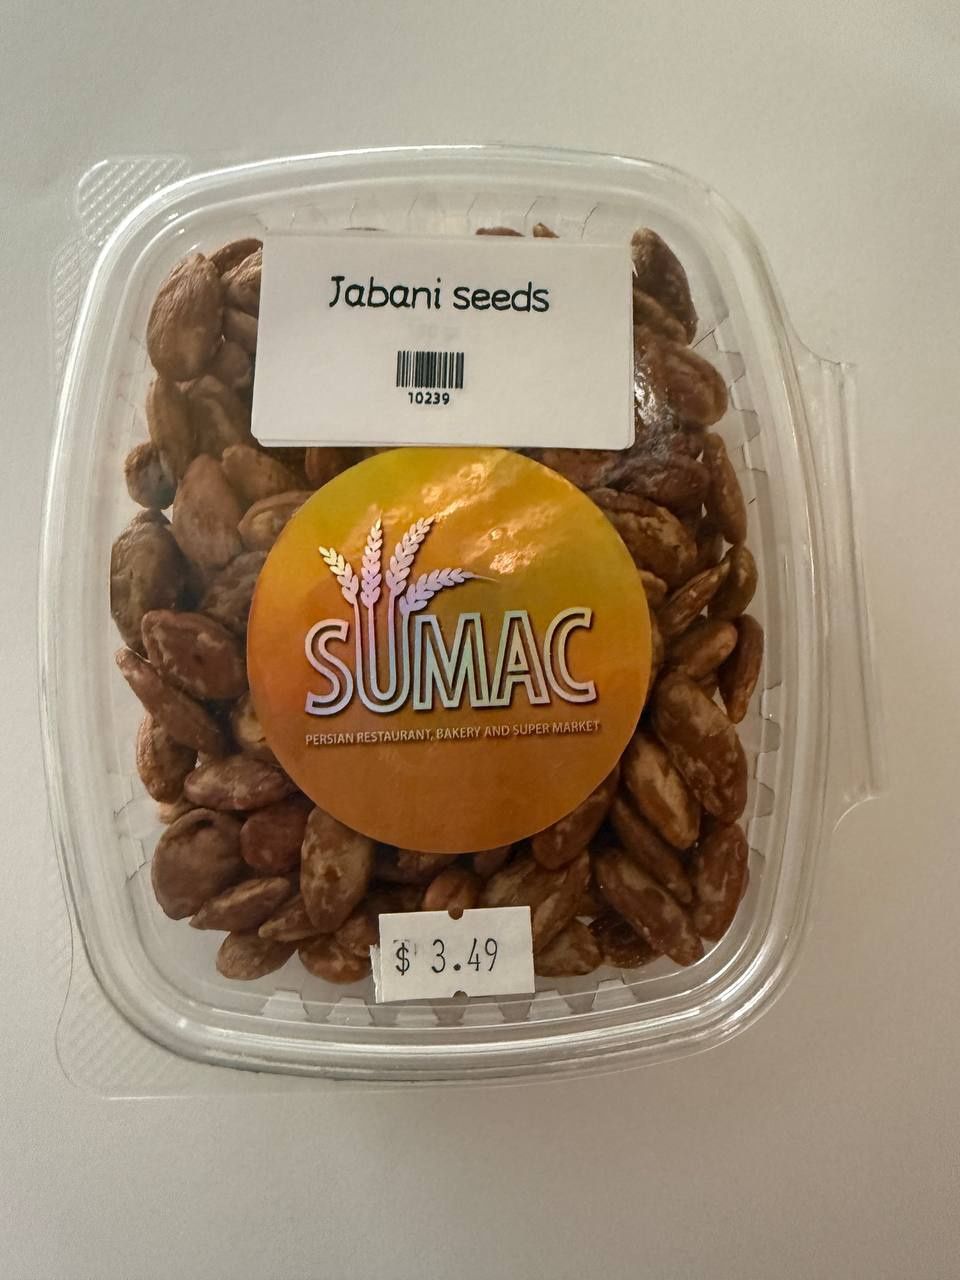 Jabani seeds
10239
SUMAC
PERSIAN RESTAURANT, BAKERY AND SUPER MARKET
$ 3.49